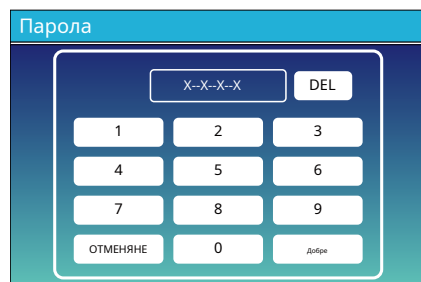 Парола
X--X--X--X DEL
1 2 3
4 5 6
7 8 9
ОТМЕНЯНЕ 0 Добре